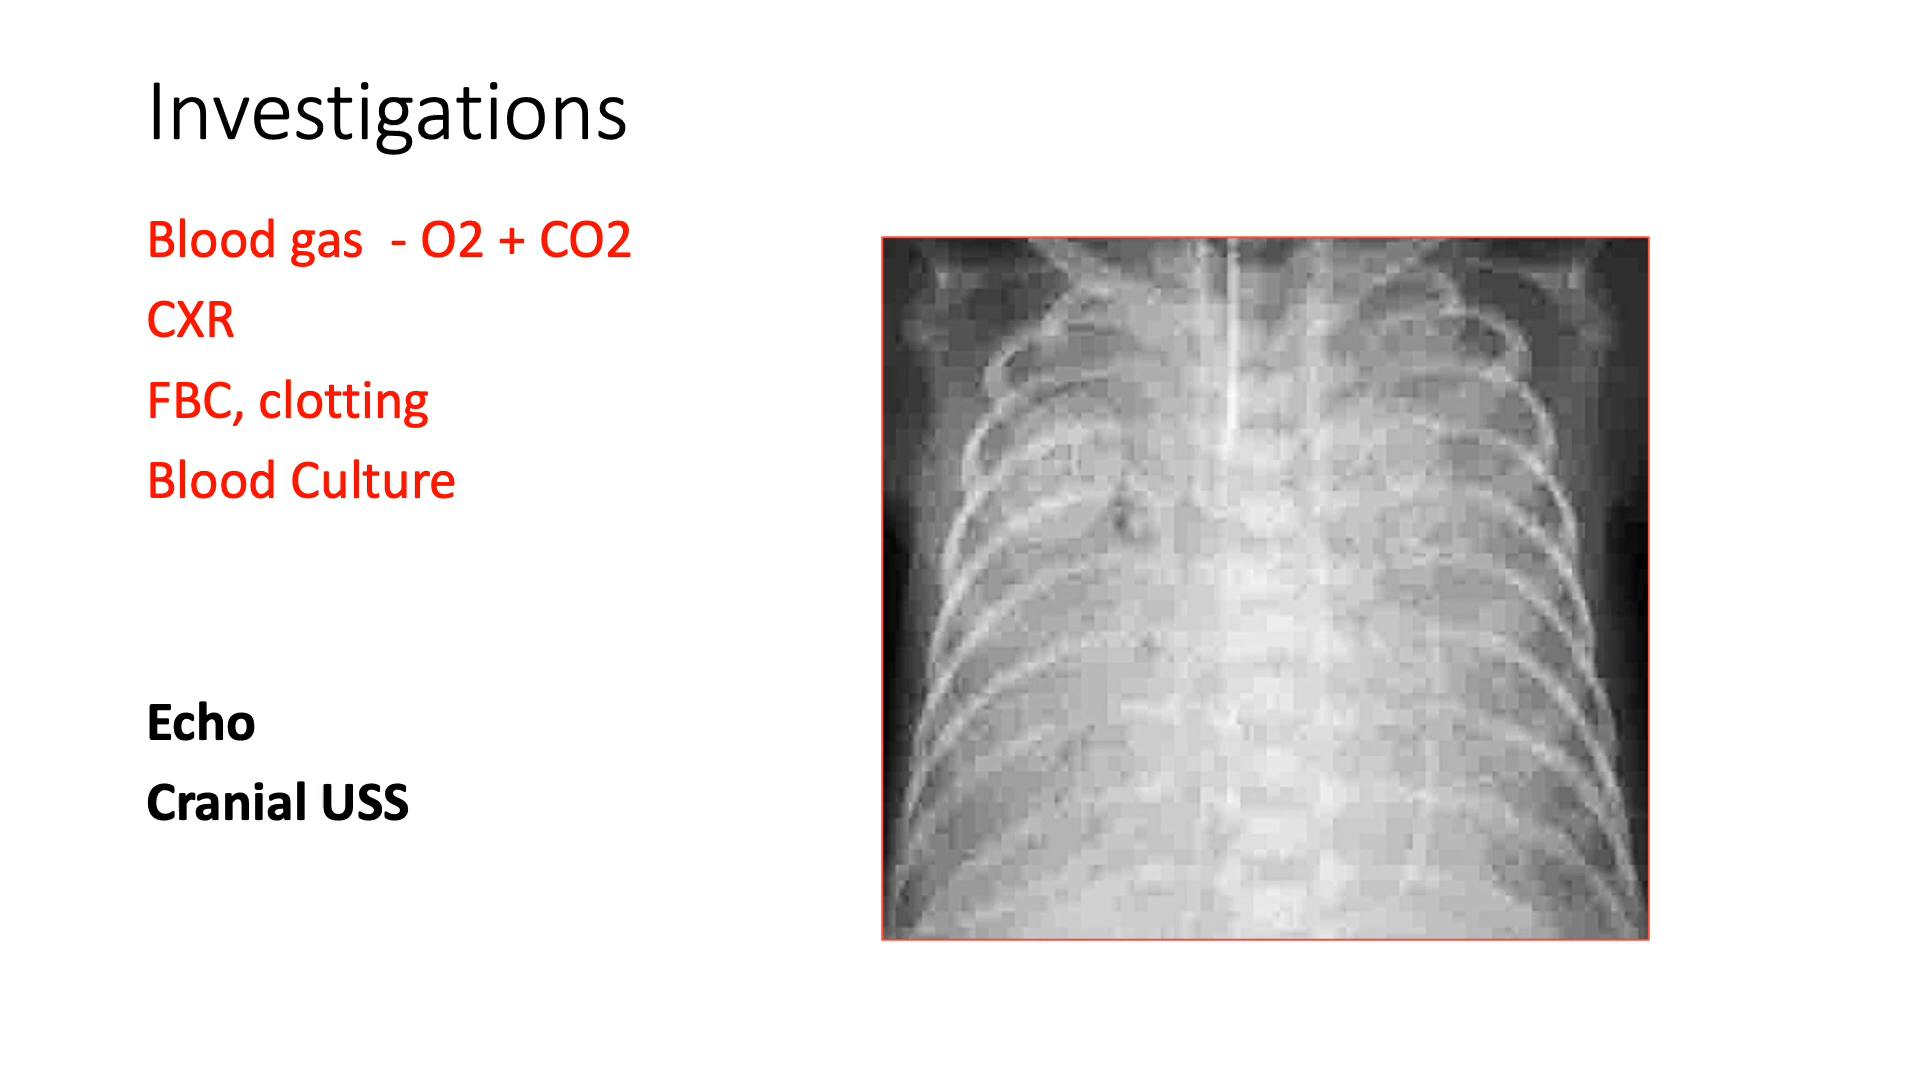 Investigations
Blood gas  - O2 + CO2
CXR
FBC, clotting
Blood Culture
Echo
Cranial USS